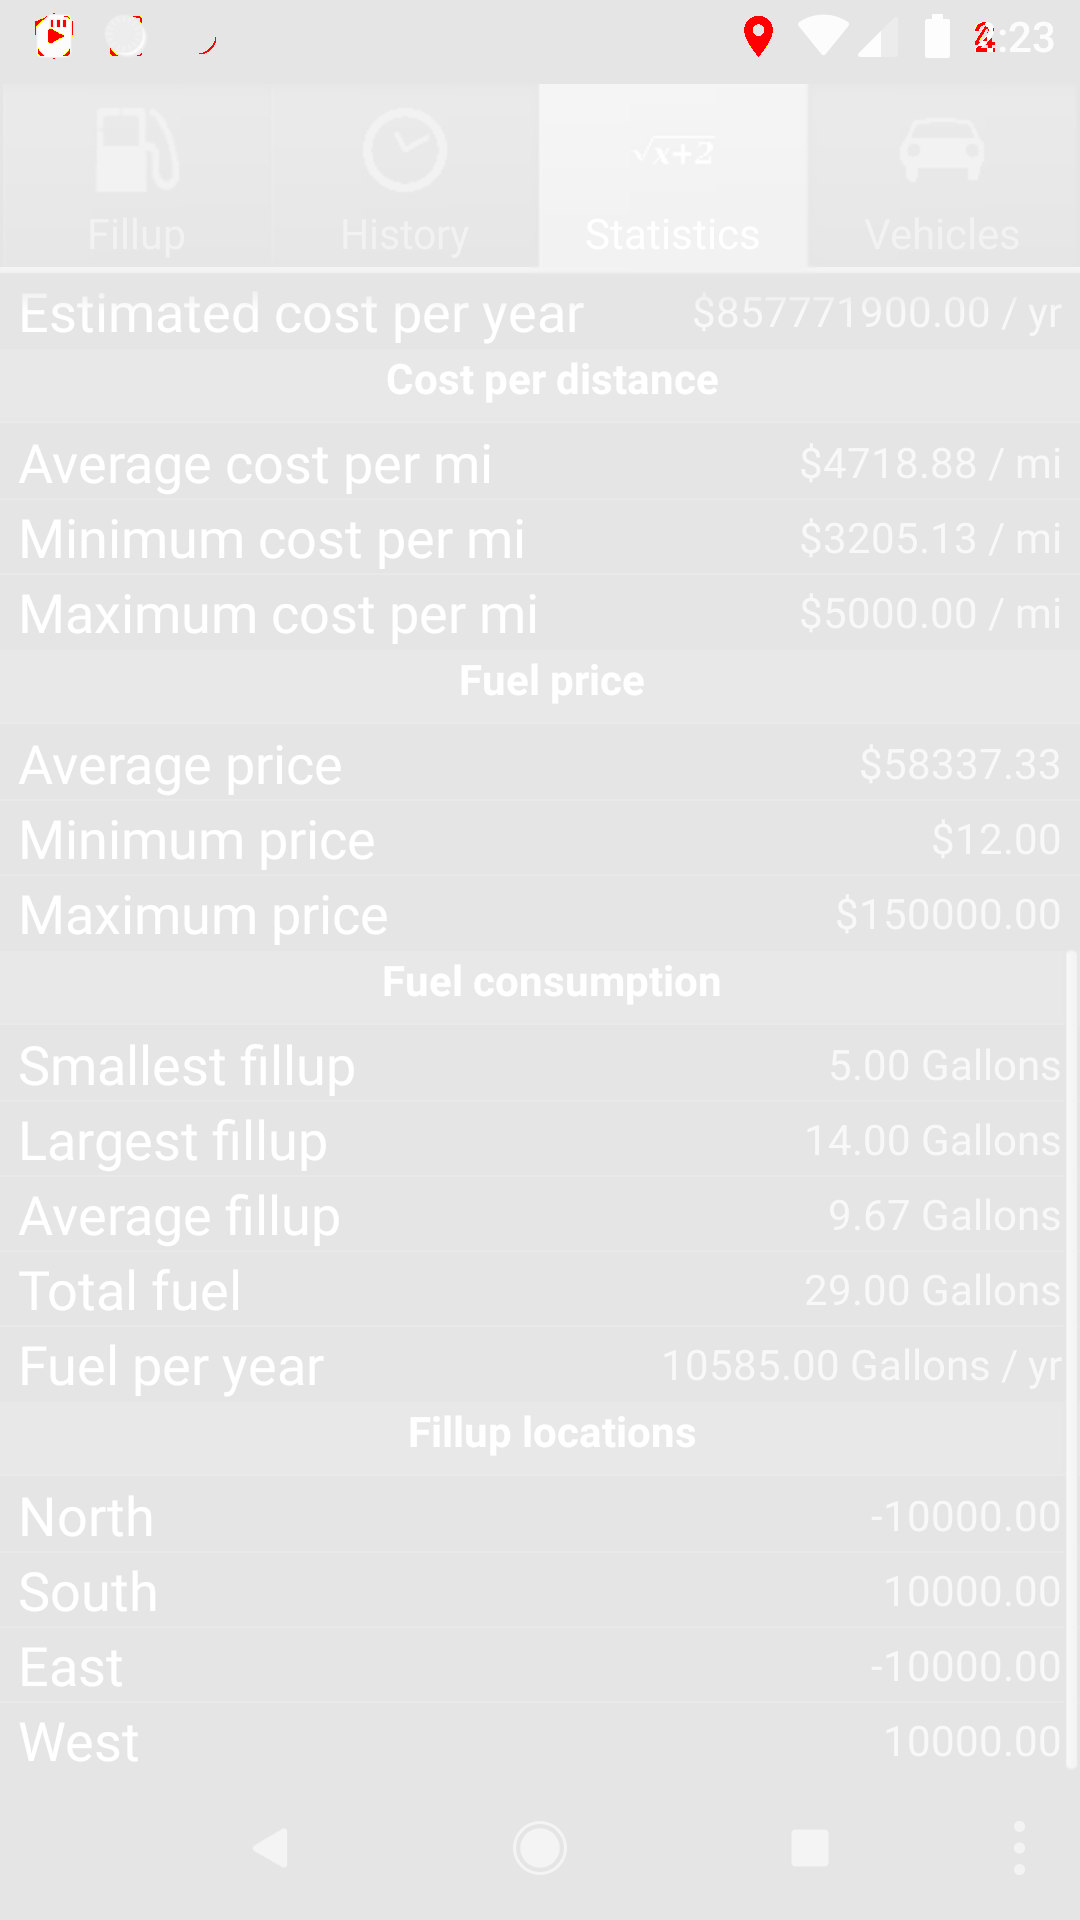 :23
√x+2
Fillup History Statistics Vehicles
Estimated cost per year $857771900.00 / yr
Cost per distance
Average cost per mi $4718.88 / mi
Minimum cost per mi $3205.13 / mi
Maximum cost per mi $5000.00 / mi
Fuel price
Average price $58337.33
Minimum price $12.00
Maximum price $150000.00
Fuel consumption
Smallest fillup 5.00 Gallons
Largest fillup 14.00 Gallons
Average fillup 9.67 Gallons
Total fuel 29.00 Gallons
Fuel per year 10585.00 Gallons / yr
Fillup locations
North -10000.00
South 10000.00
East -10000.00
West 10000.00